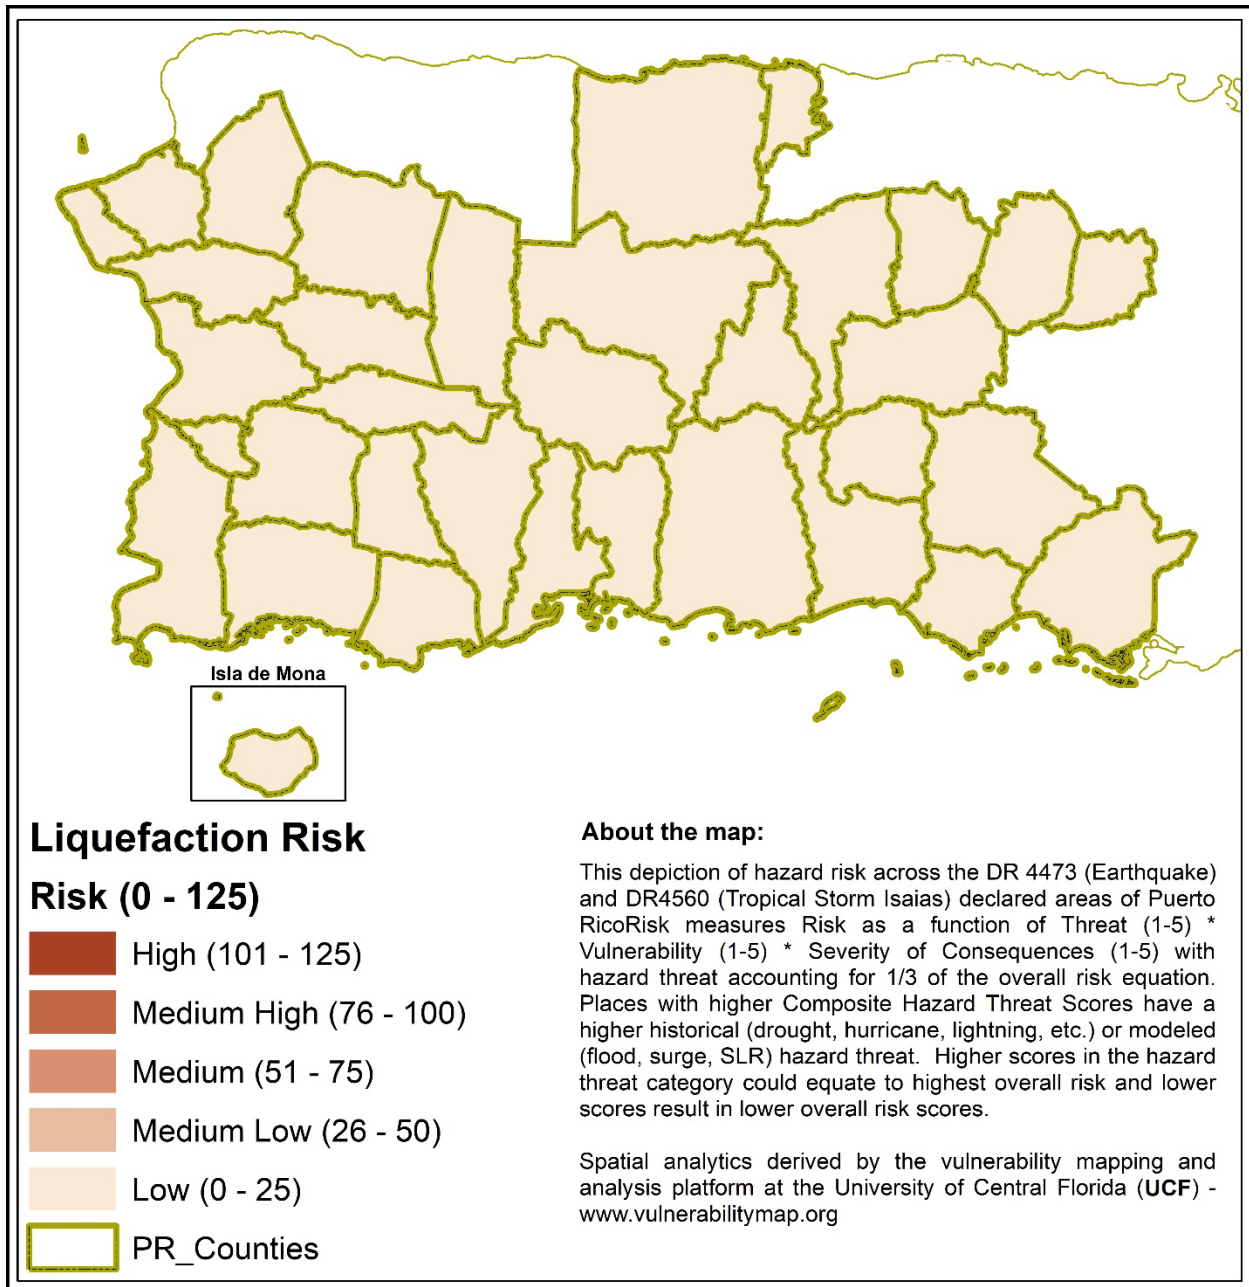 Isla de Mona
Liquefaction Risk
Risk (0 - 125)
High (101 - 125)
Medium High (76 - 100)
Medium (51 - 75)
Medium Low (26 - 50)
Low (0 - 25)
PR_Counties
About the map:
This depiction of hazard risk across the DR 4473 (Earthquake)
and DR4560 (Tropical Storm Isaias) declared areas of Puerto
RicoRisk measures Risk as a function of Threat (1-5) *
Vulnerability (1-5) * Severity of Consequences (1-5) with
hazard threat accounting for 1/3 of the overall risk equation.
Places with higher Composite Hazard Threat Scores have a
higher historical (drought, hurricane, lightning, etc.) or modeled
(flood, surge, SLR) hazard threat. Higher scores in the hazard
threat category could equate to highest overall risk and lower
scores result in lower overall risk scores.
Spatial analytics derived by the vulnerability mapping and
analysis platform at the University of Central Florida (UCF) -
www.vulnerabilitymap.org